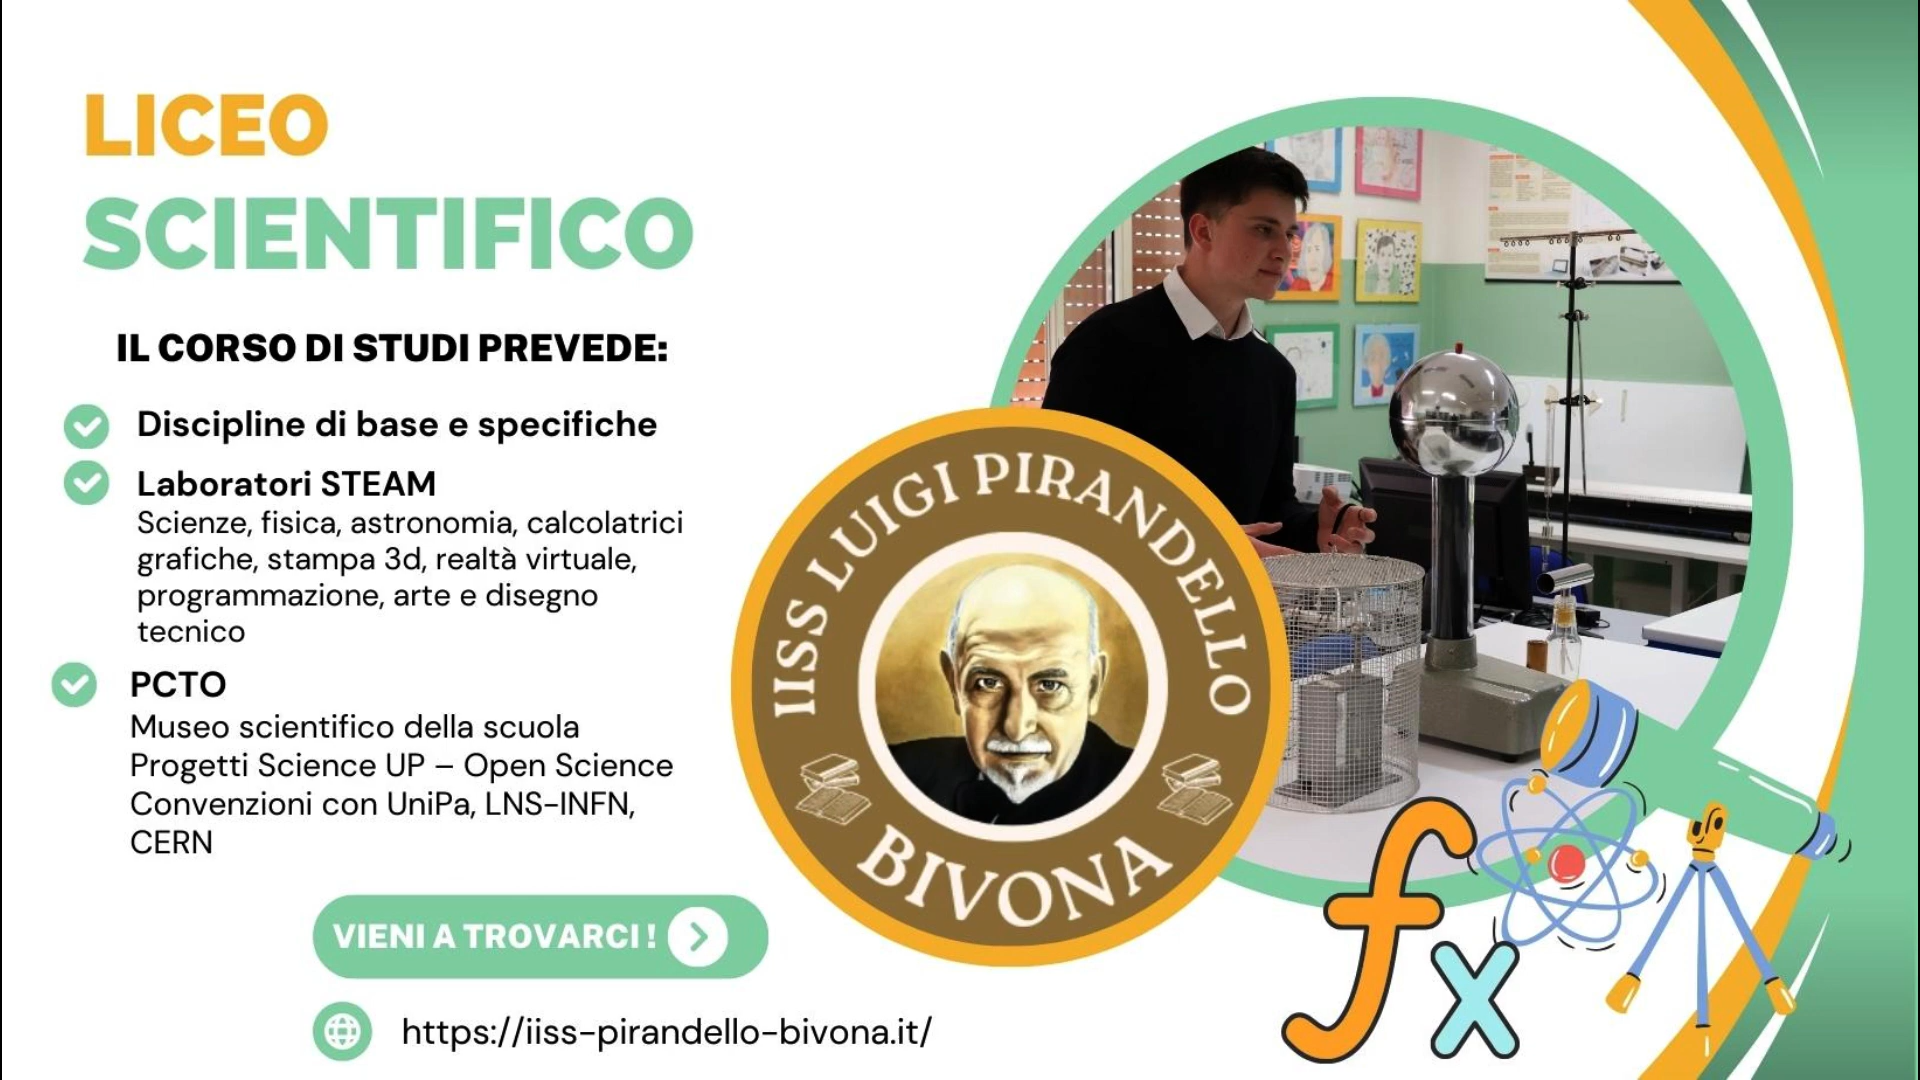 LICEO
SCIENTIFICO
IL CORSO DI STUDI PREVEDE:
Discipline di base e specifiche
Laboratori STEAM
Scienze, fisica, astronomia, calcolatrici
grafiche, stampa 3d, realtà virtuale,
programmazione, arte e disegno
tecnico
PCTO
Museo scientifico della scuola
Progetti Science UP – Open Science
Convenzioni con UniPa, LNS-INFN,
CERN
VIENI A TROVARCI !
https://iiss-pirandello-bivona.it/
IISS LUIGI PIRANDELLO
BIVONA
fx